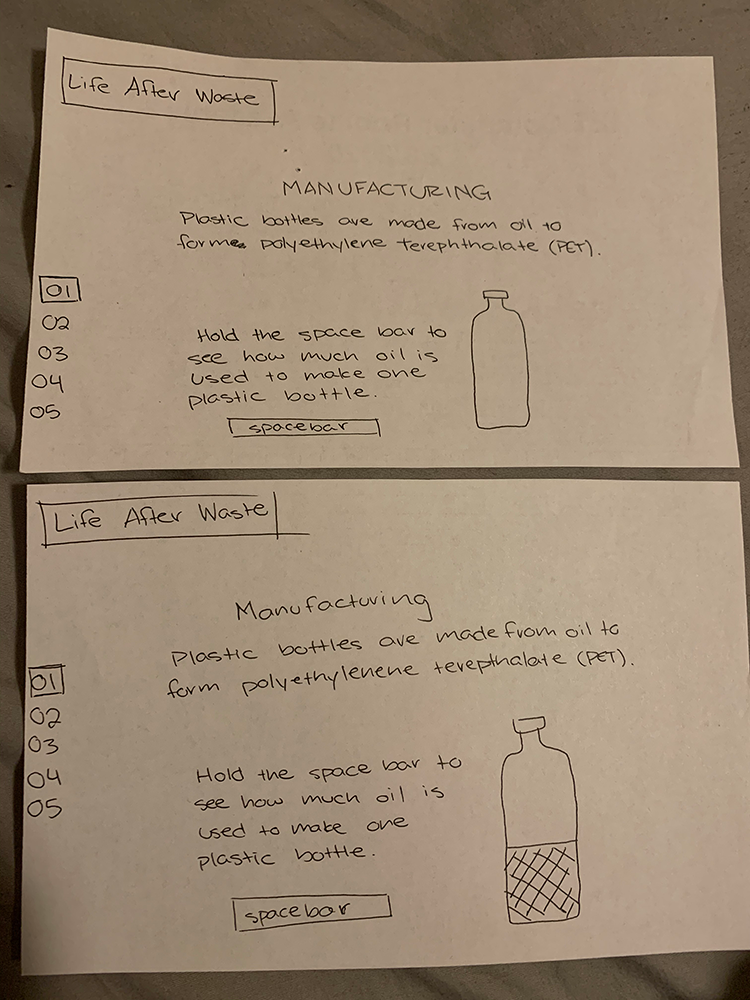 Life After Waste
MANUFACTURING
Plastic bottles are made from oil to
forme polyethylene terephthalate (PET).
01
02
03
04
05
Hold the space bar to
see how much oil is
used to make one
plastic bottle.
spacebar
Life After Waste
Manufacturing
Plastic bottles are made from oil to
form polyethylenene terepthalate (PET).
01
02
03
04
05
Hold the space bar to
see how much oil is
used to make one
plastic bottle.
spacebar